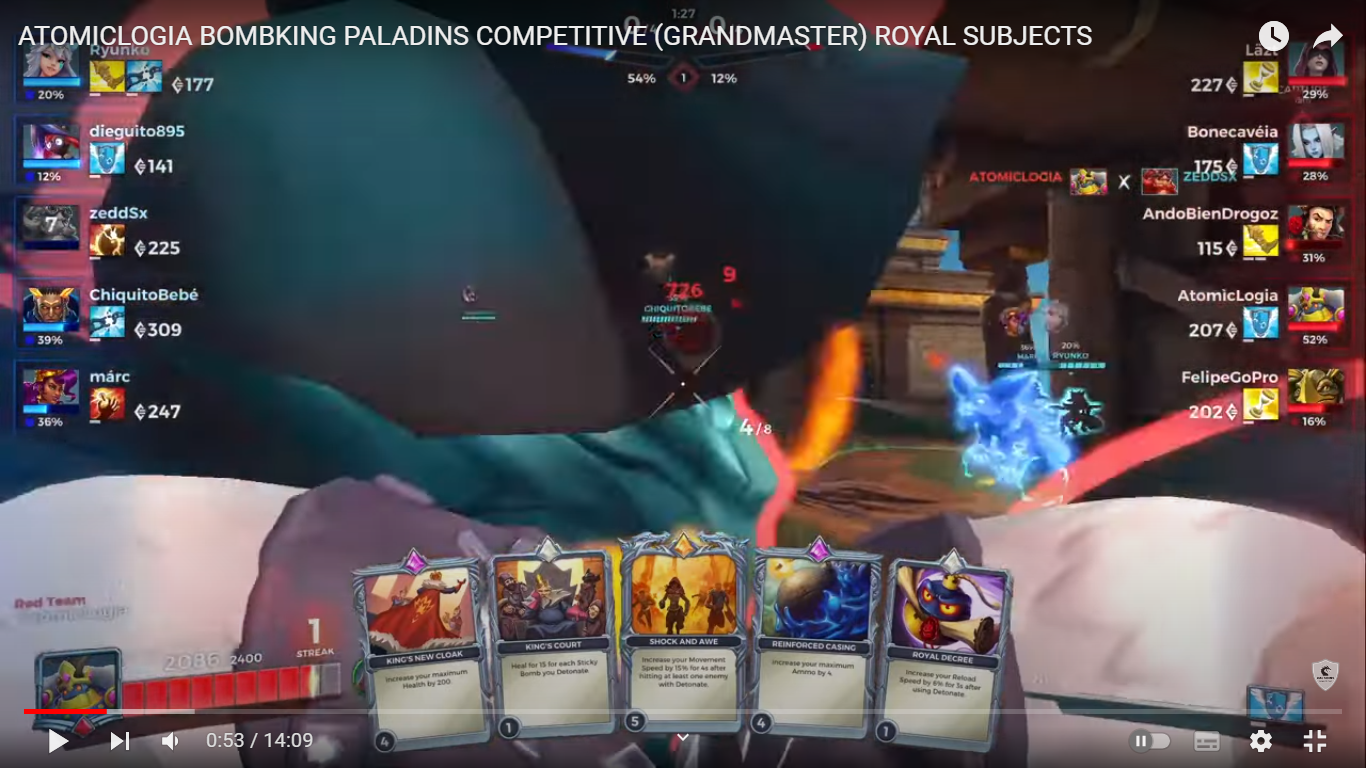 ATOMICLOGIA BOMBKING PALADINS COMPETITIVE (GRANDMASTER) ROYAL SUBJECTS
1:27
54% 1 12%
Ryunko
177
20%
dieguito895
141
12%
zeddSx
7
225
ChiquitoBebé
309
39%
márc
247
36%
227
29%
Bonecavéia
175
28%
ATOMICLOGIA X ZEDDSX
AndoBienDrogoz
115
31%
AtomicLogia
207
52%
FelipeGoPro
202
16%
9
726
CHIQUITOBEBE
20%
RYUNKO
4/8
Red Team
Atomiclogia
2086 2400
1
STREAK
KING'S NEW CLOAK
Increase your maximum
Health by 200.
4
KING'S COURT
Heal for 15 for each Sticky
Bomb you Detonate.
1
SHOCK AND AWE
Increase your Movement
Speed by 15% for 4s after
hitting at least one enemy
with Detonate.
5
REINFORCED CASING
Increase your maximum
Ammo by 4.
4
ROYAL DECREE
Increase your Reload
Speed by 6% for 5s after
using Detonate.
1
0:53 / 14:09